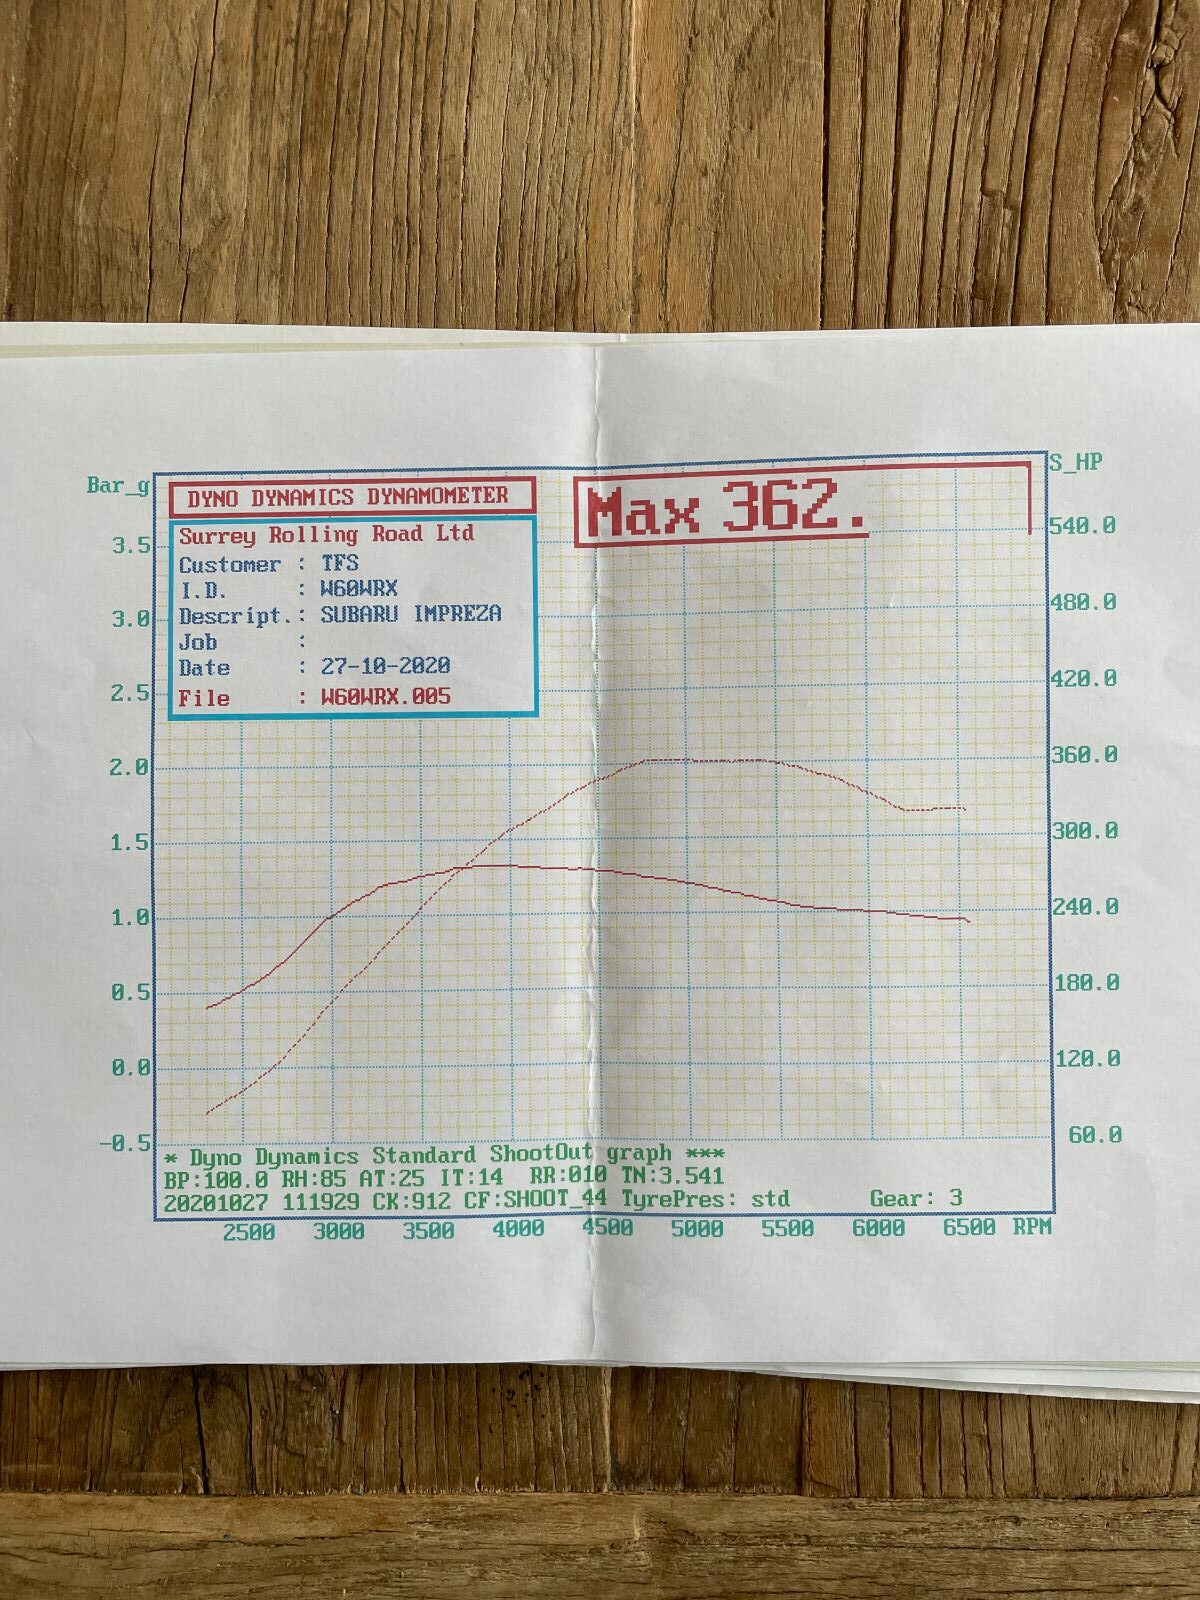 Bar_g
S_HP
DYNO DYNAMICS DYNAMOMETER
Max 362.
Surrey Rolling Road Ltd
Customer : TFS
I.D. : W60WRX
Descript.: SUBARU IMPREZA
Job :
Date : 27-10-2020
File : W60WRX.005
3.5
3.0
2.5
2.0
1.5
1.0
0.5
0.0
-0.5
540.0
480.0
420.0
360.0
300.0
240.0
180.0
120.0
60.0
* Dyno Dynamics Standard ShootOut graph ***
BP:100.0 RH:85 AT:25 IT:14 RR:010 TN:3.541
20201027 111929 CK:912 CF:SHOOT_44 TyrePres: std Gear: 3
2500 3000 3500 4000 4500 5000 5500 6000 6500 RPM